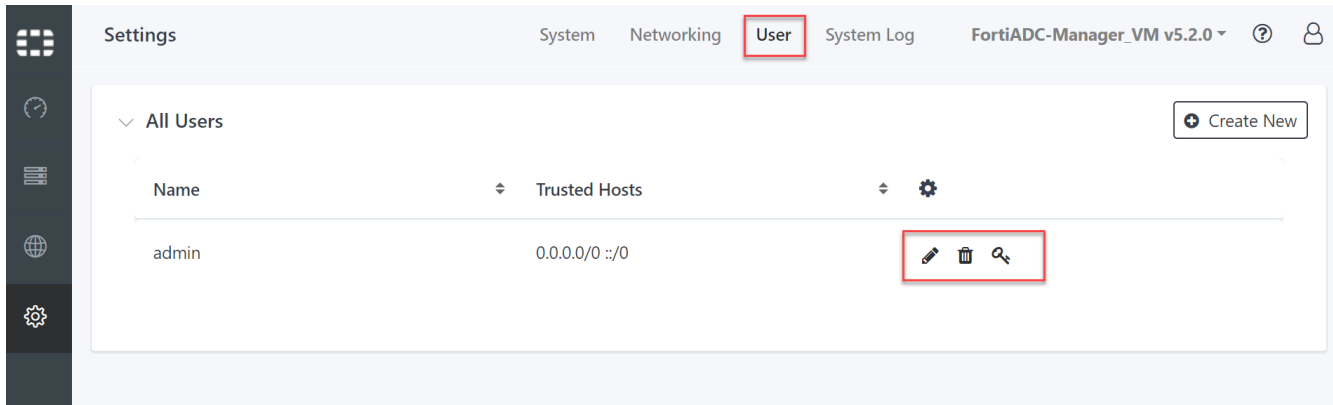 Settings System Networking User System Log FortiADC-Manager_VM v5.2.0
All Users Create New
Name Trusted Hosts
admin 0.0.0.0/0 ::/0